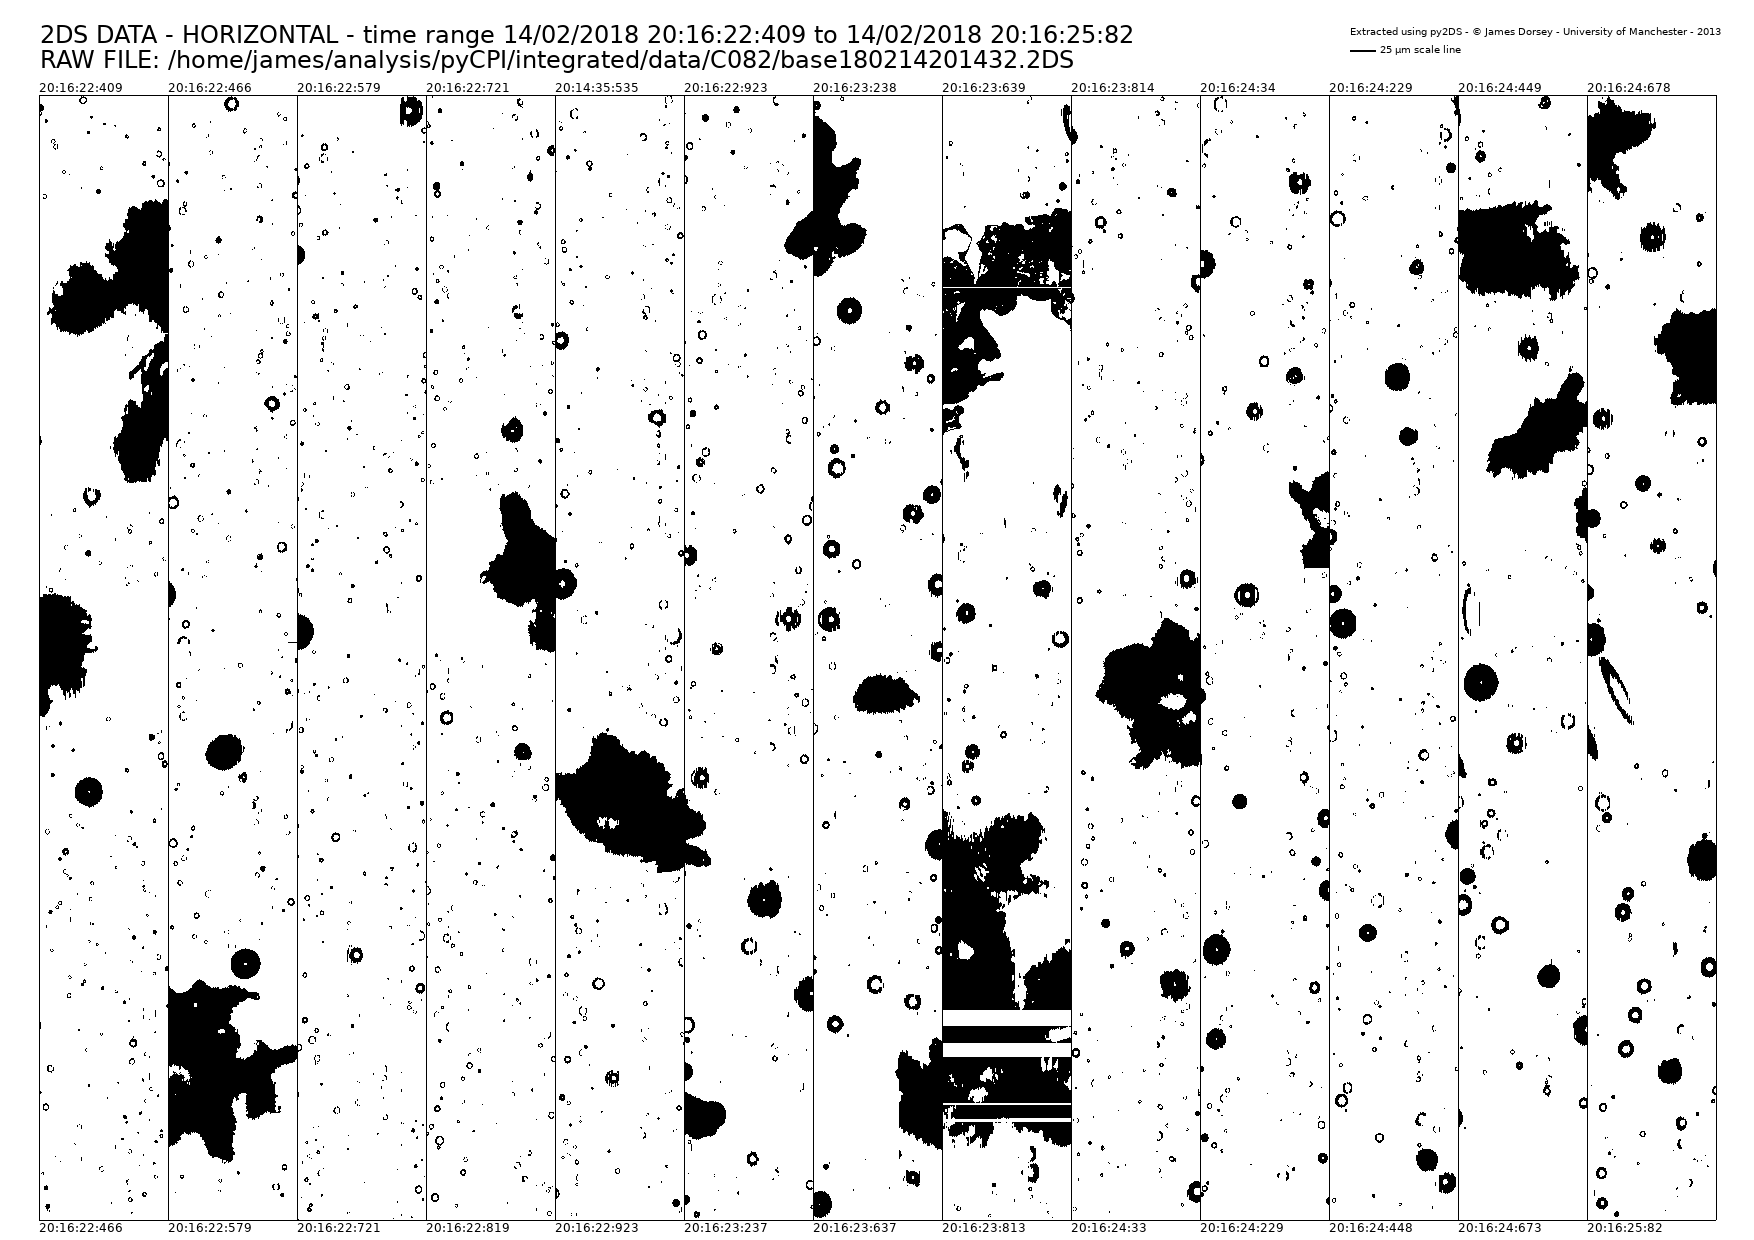 2DS DATA - HORIZONTAL - time range 14/02/2018 20:16:22:409 to 14/02/2018 20:16:25:82
RAW FILE: /home/james/analysis/pyCPI/integrated/data/C082/base180214201432.2DS
Extracted using py2DS - © James Dorsey - University of Manchester - 2013
25 µm scale line
20:16:22:409 20:16:22:466 20:16:22:579 20:16:22:721 20:14:35:535 20:16:22:923 20:16:23:238 20:16:23:639 20:16:23:814 20:16:24:34 20:16:24:229 20:16:24:449 20:16:24:678
20:16:22:466 20:16:22:579 20:16:22:721 20:16:22:819 20:16:22:923 20:16:23:237 20:16:23:637 20:16:23:813 20:16:24:33 20:16:24:229 20:16:24:448 20:16:24:673 20:16:25:82